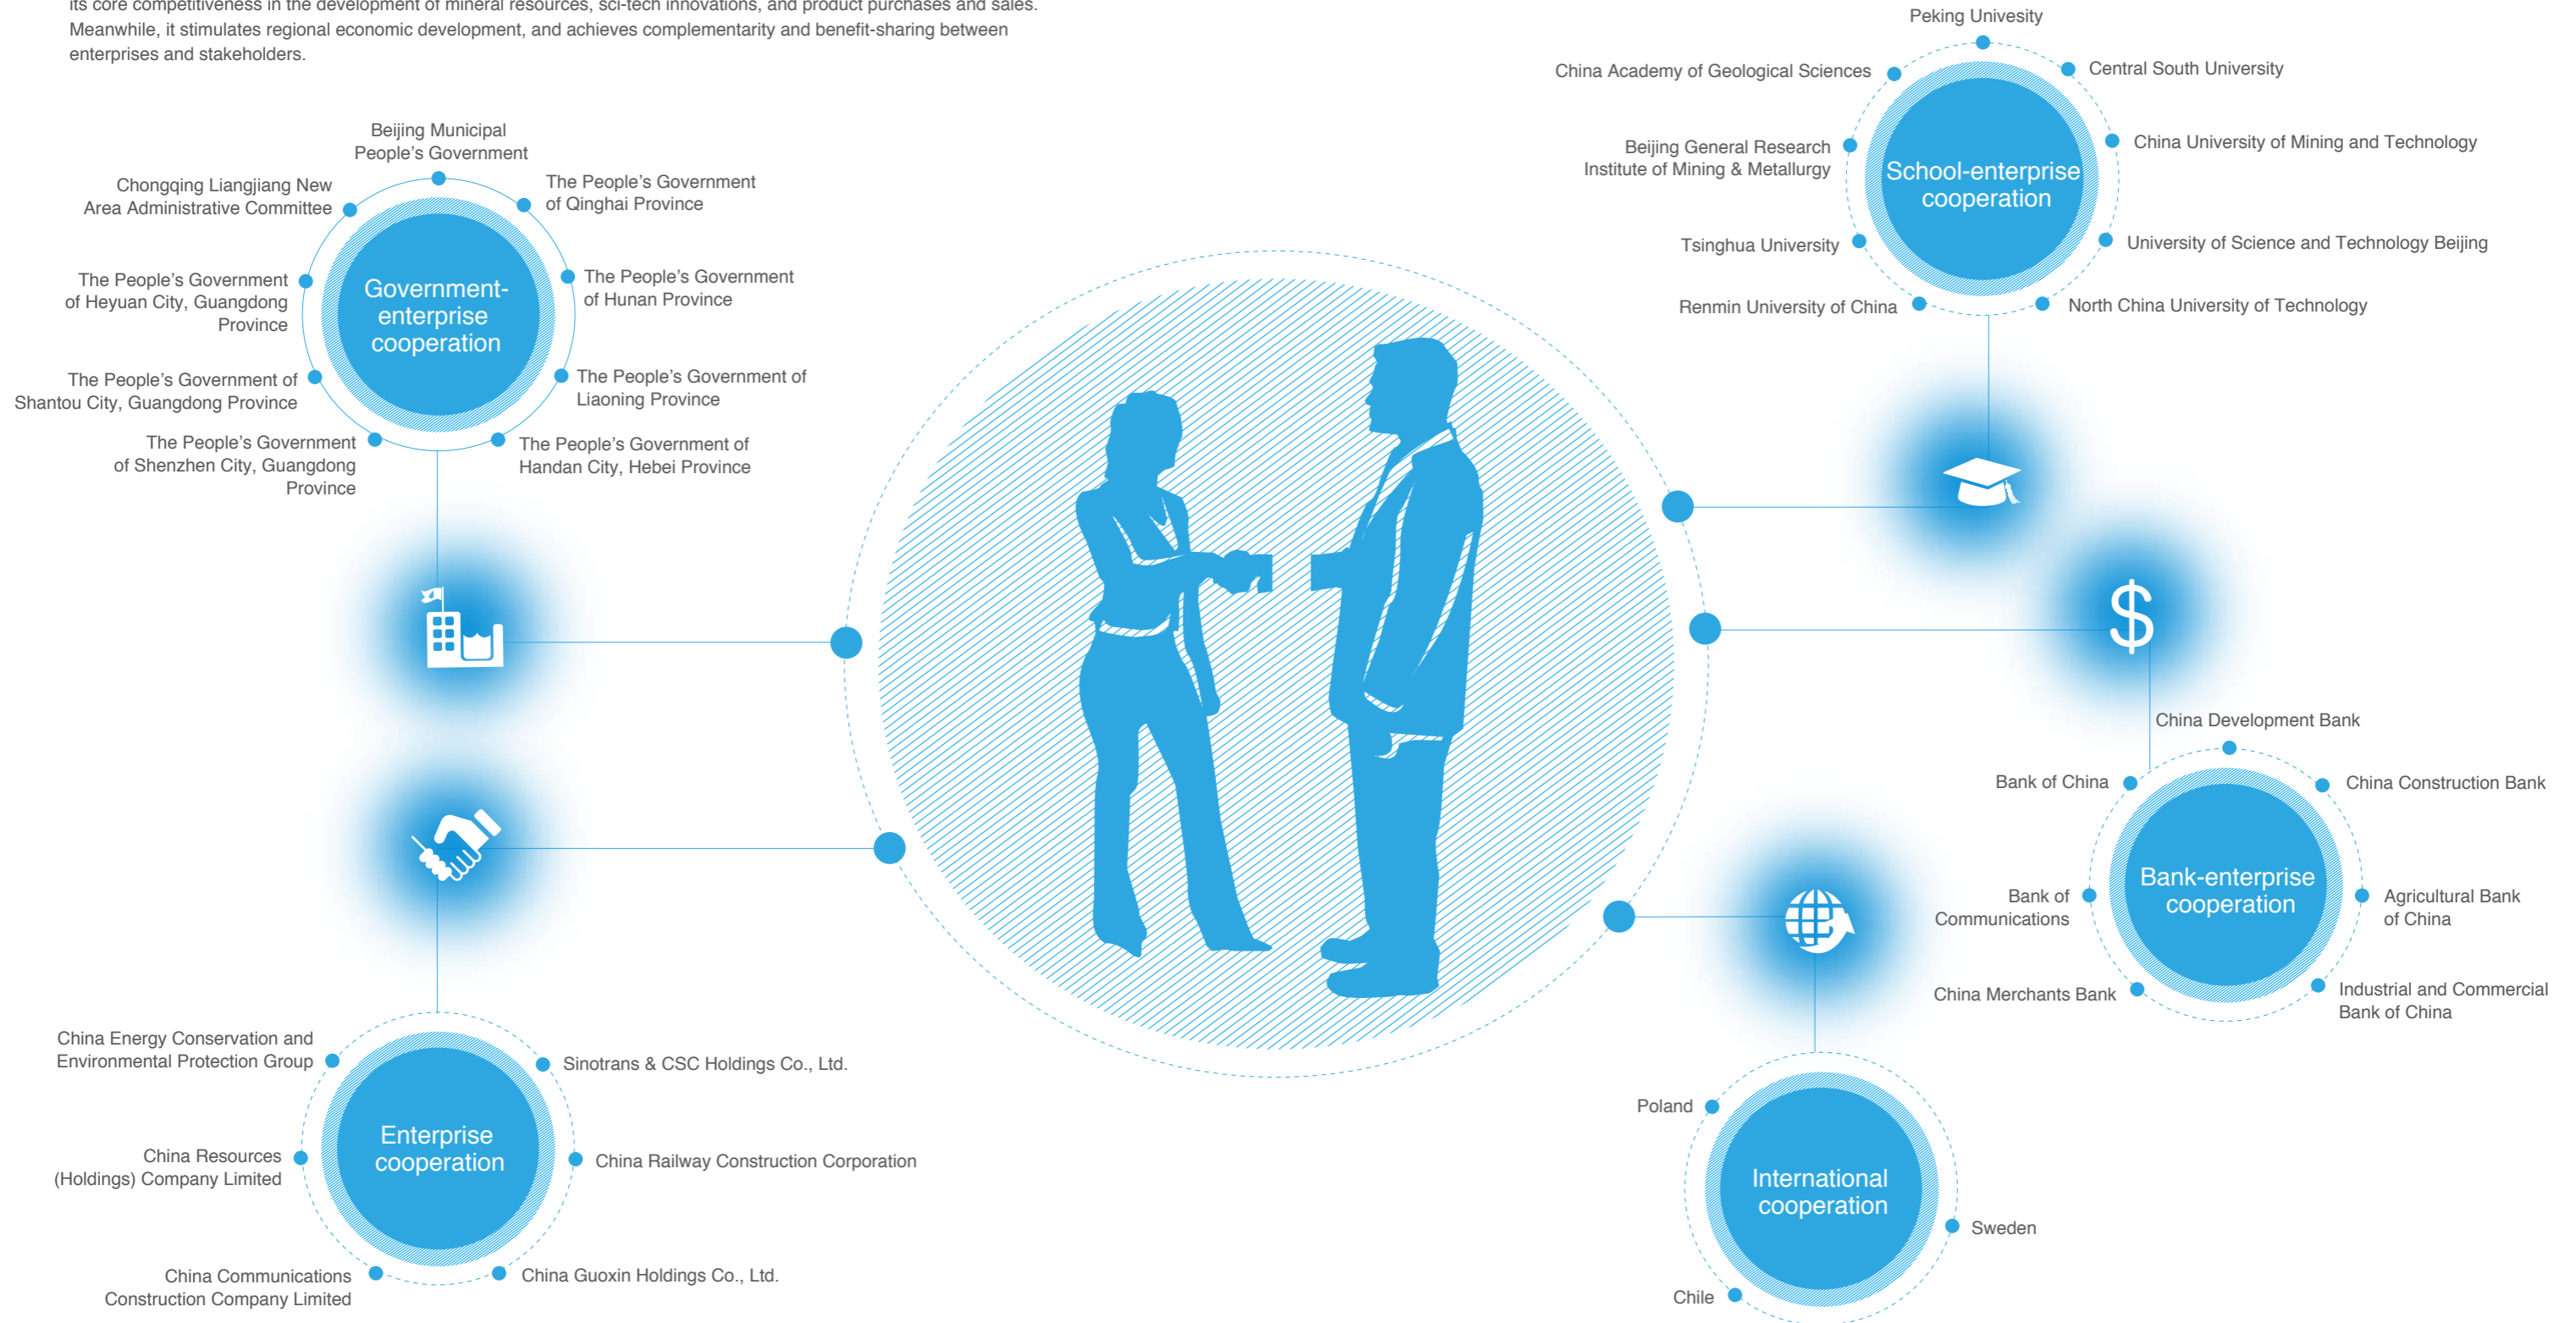 its core competitiveness in the development of mineral resources, sci-tech innovations, and product purchases and sales.
Meanwhile, it stimulates regional economic development, and achieves complementarity and benefit-sharing between
enterprises and stakeholders.
Beijing Municipal
People's Government
Chongqing Liangjiang New
Area Administrative Committee
The People's Government
of Qinghai Province
The People's Government
of Heyuan City, Guangdong
Province
Government-
enterprise
cooperation
The People's Government
of Hunan Province
The People's Government of
Shantou City, Guangdong Province
The People's Government of
Liaoning Province
The People's Government
of Shenzhen City, Guangdong
Province
The People's Government of
Handan City, Hebei Province
Peking Univesity
China Academy of Geological Sciences
Central South University
Beijing General Research
Institute of Mining & Metallurgy
School-enterprise
cooperation
China University of Mining and Technology
Tsinghua University
University of Science and Technology Beijing
Renmin University of China
North China University of Technology
$
China Development Bank
Bank of China
China Construction Bank
Bank of
Communications
Bank-enterprise
cooperation
Agricultural Bank
of China
China Merchants Bank
Industrial and Commercial
Bank of China
China Energy Conservation and
Environmental Protection Group
Sinotrans & CSC Holdings Co., Ltd.
China Resources
(Holdings) Company Limited
Enterprise
cooperation
China Railway Construction Corporation
China Communications
Construction Company Limited
China Guoxin Holdings Co., Ltd.
Poland
International
cooperation
Sweden
Chile